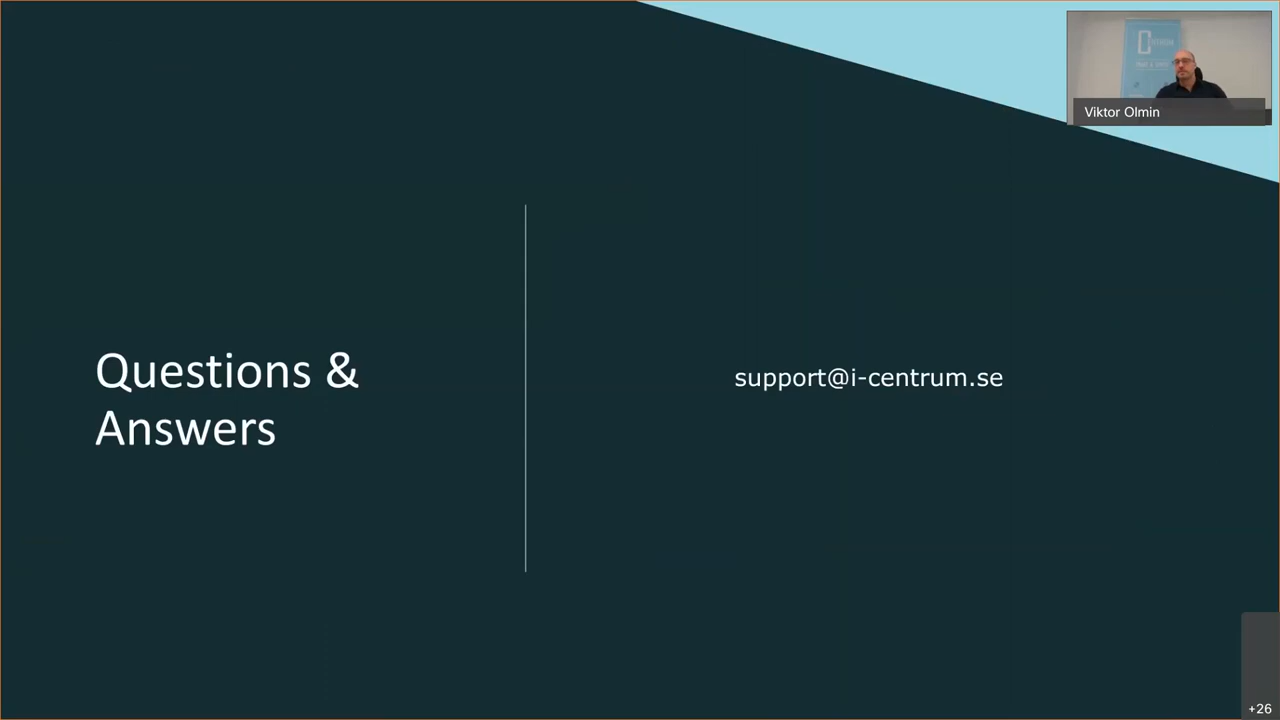 Viktor Olmin
Questions &
Answers
support@i-centrum.se
+26